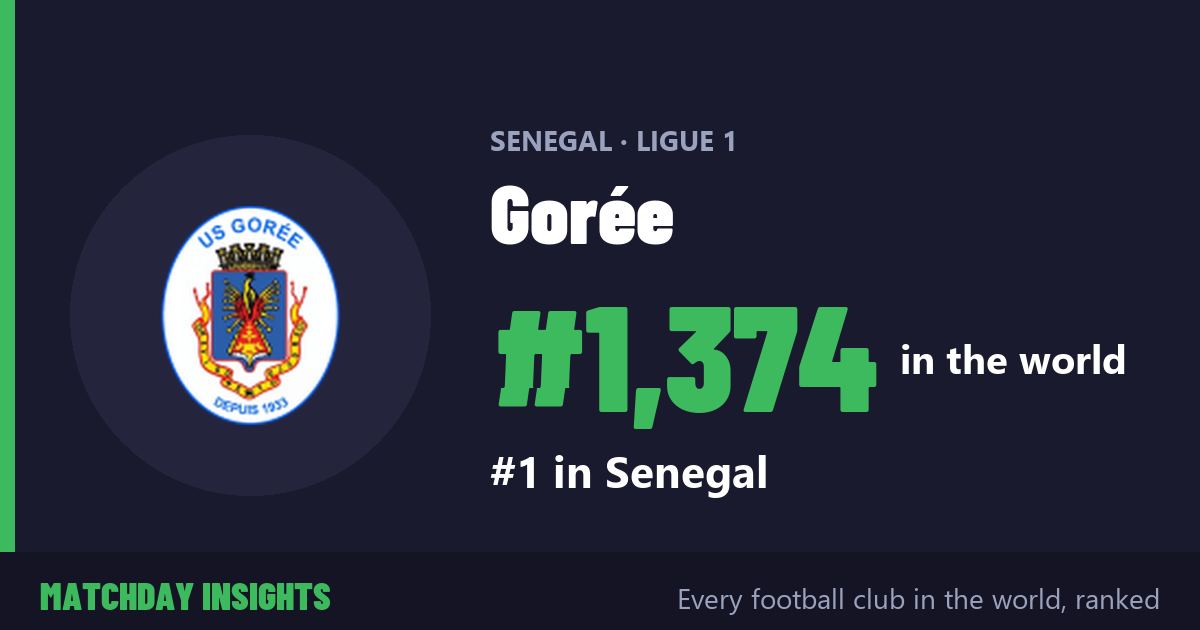 US GORÉE
DEPUIS 1933
SENEGAL · LIGUE 1
Gorée
#1,374 in the world
#1 in Senegal
MATCHDAY INSIGHTS
Every football club in the world, ranked